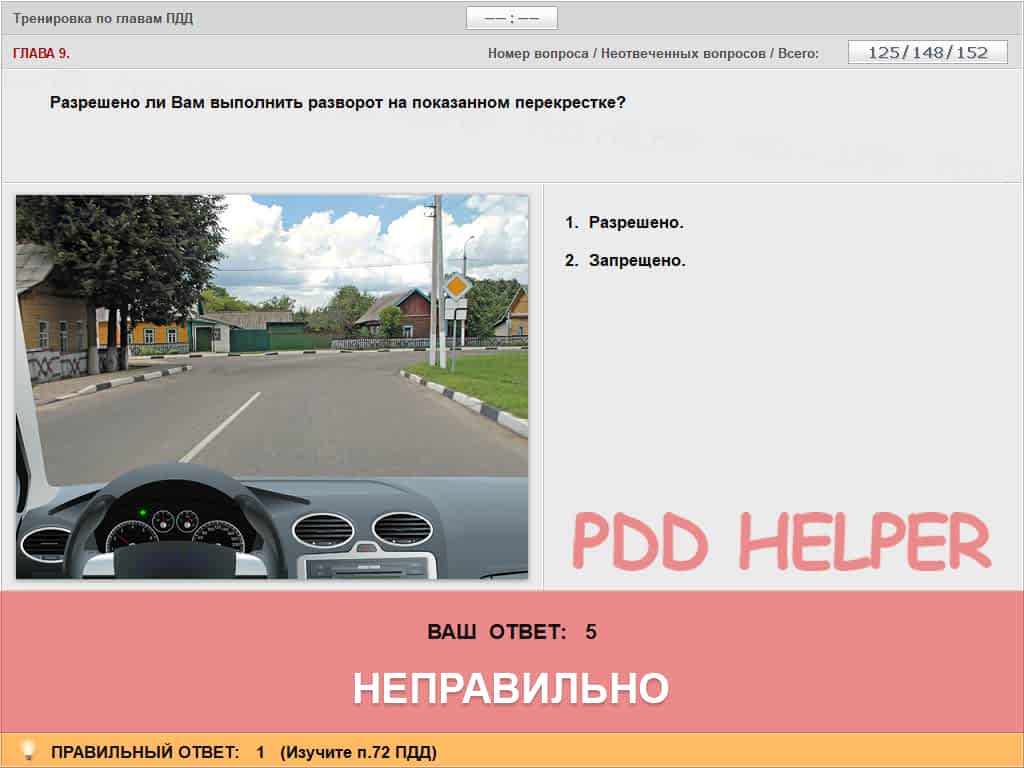 Тренировка по главам ПДД
—— : ——
ГЛАВА 9.
Номер вопроса / Неотвеченных вопросов / Всего:
125/148/152
Разрешено ли Вам выполнить разворот на показанном перекрестке?
1. Разрешено.
2. Запрещено.
PDD HELPER
ВАШ ОТВЕТ: 5
НЕПРАВИЛЬНО
ПРАВИЛЬНЫЙ ОТВЕТ: 1 (Изучите п.72 ПДД)